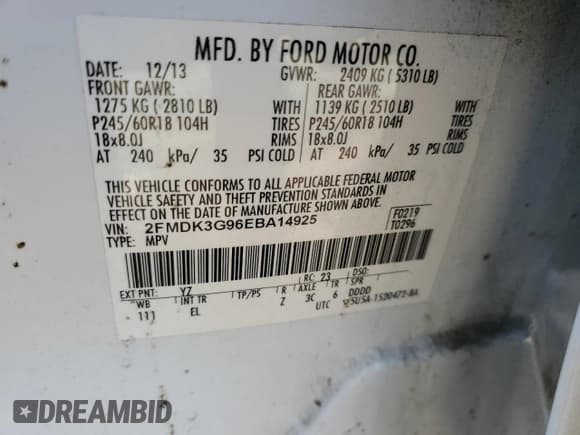 MFD. BY FORD MOTOR CO.
DATE: 12/13 GVWR: 2409 KG ( 5310 LB)
FRONT GAWR: REAR GAWR:
1275 KG ( 2810 LB) WITH 1139 KG ( 2510 LB) WITH
P245/60R18 104H TIRES P245/60R18 104H TIRES
18x8.0J RIMS 18x8.0J RIMS
AT 240 kPa/ 35 PSI COLD AT 240 kPa/ 35 PSI COLD
THIS VEHICLE CONFORMS TO ALL APPLICABLE FEDERAL MOTOR
VEHICLE SAFETY AND THEFT PREVENTION STANDARDS IN
EFFECT ON THE DATE OF MANUFACTURE SHOWN ABOVE.
VIN: 2FMDK3G96EBA14925 F0219
TYPE: MPV T0296
EXT PNT: YZ RC: 23 DSO:
WB INT TR TP/PS R AXLE TR SPR
111 EL Z 3C 6 DDDD
UTC 5U5A-1520472-BA
DREAMBID